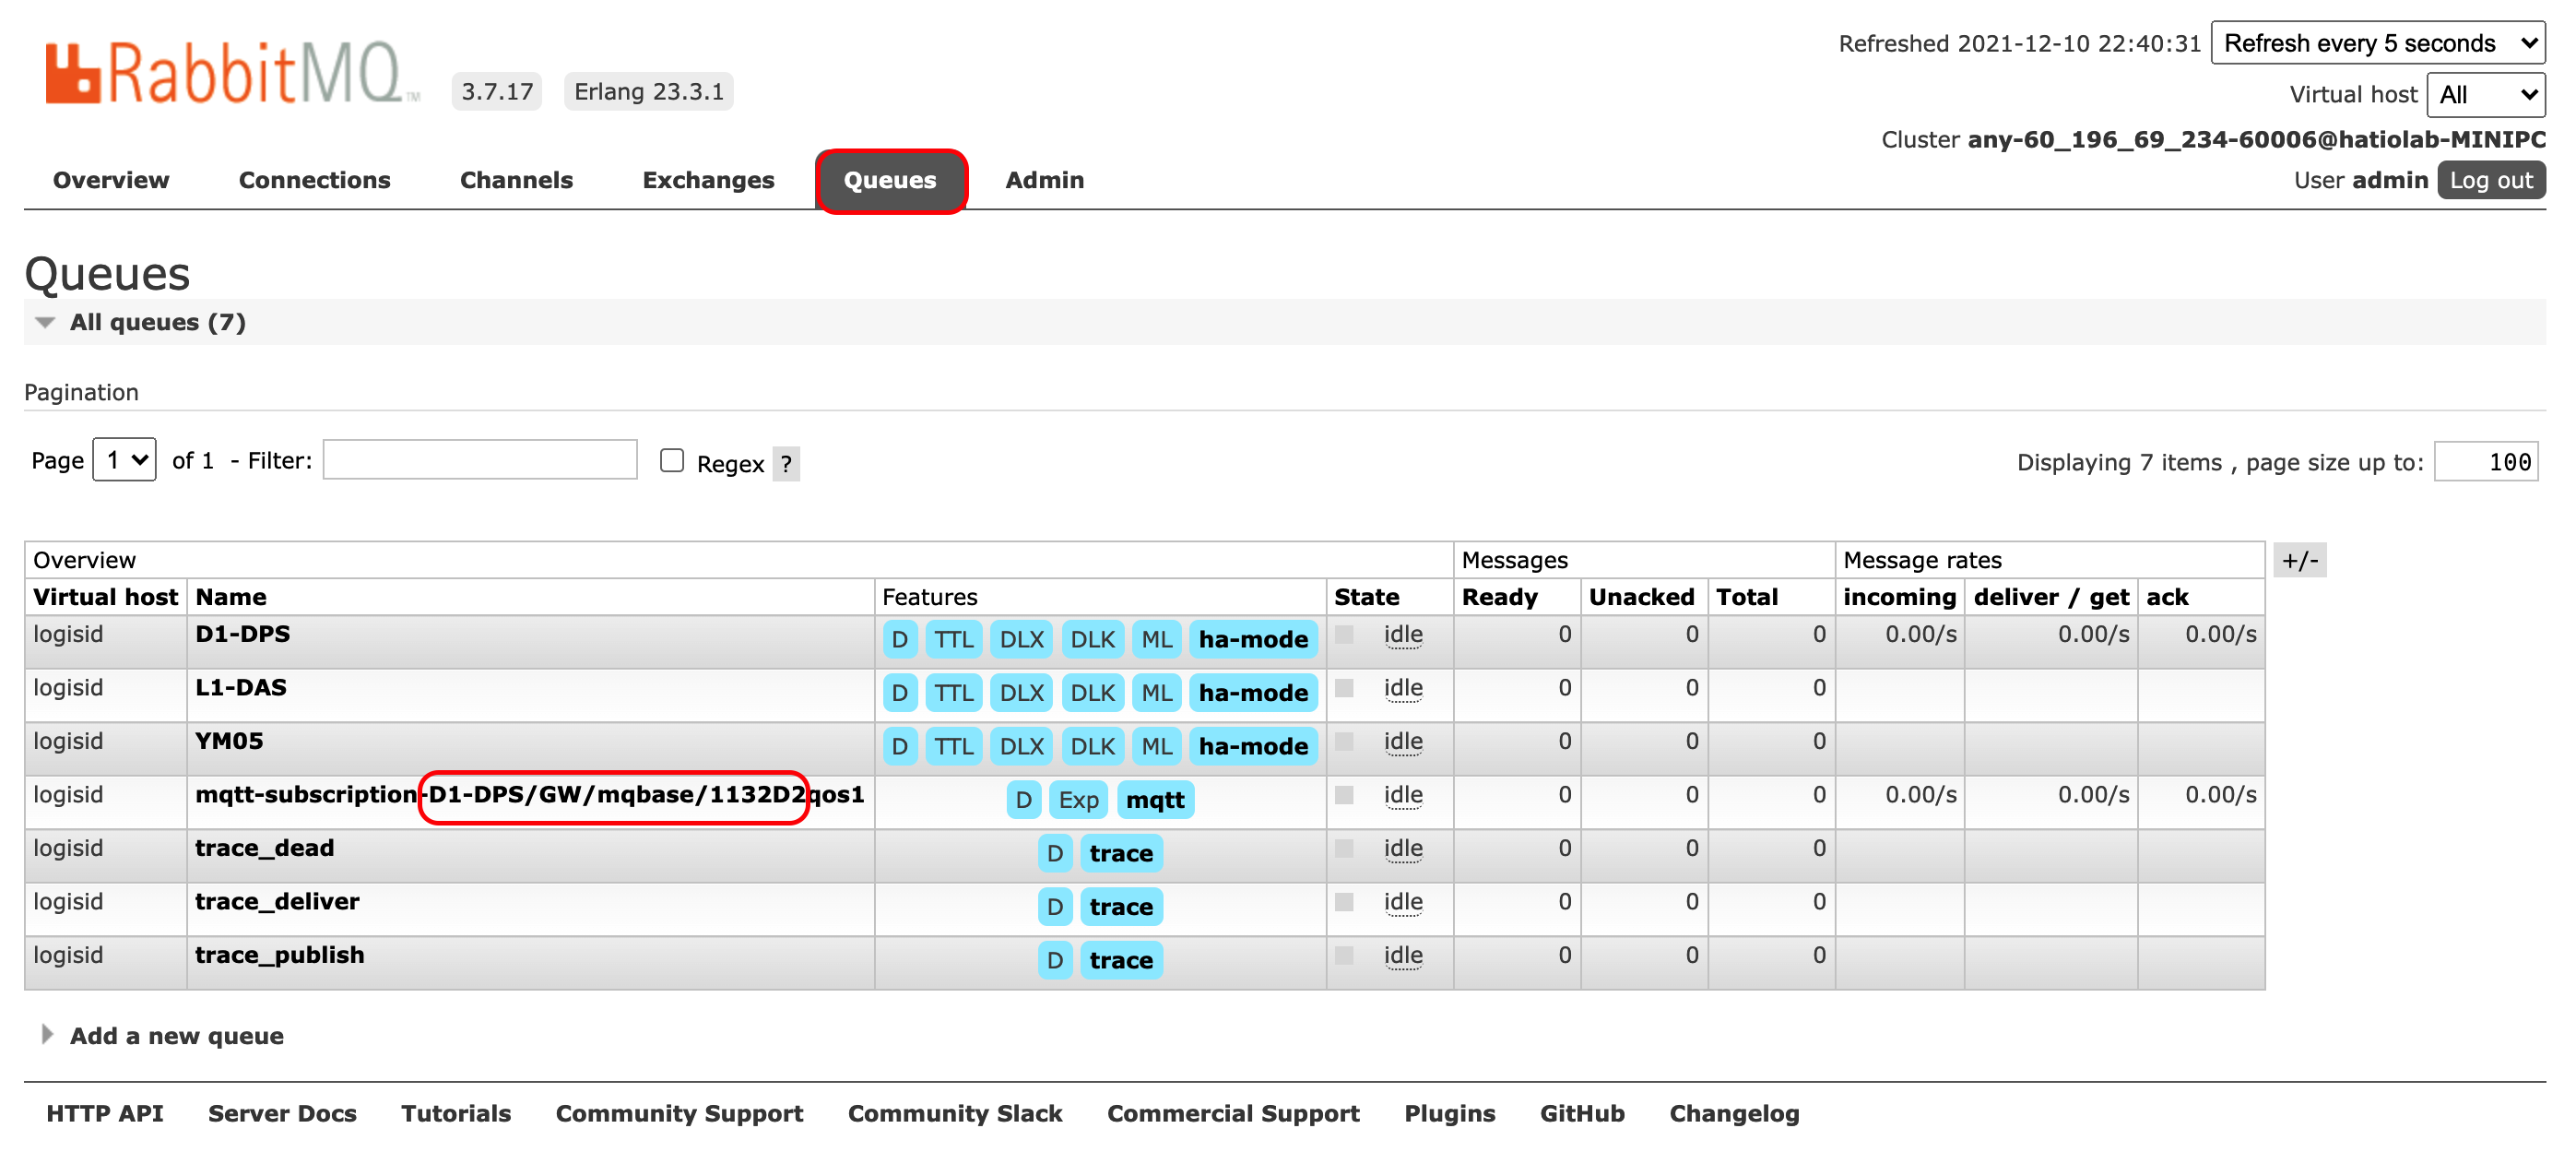 RabbitMQ™ 3.7.17 Erlang 23.3.1
Refreshed 2021-12-10 22:40:31 Refresh every 5 seconds
Virtual host All
Cluster any-60_196_69_234-60006@hatiolab-MINIPC
User admin Log out
Overview Connections Channels Exchanges Queues Admin
Queues
All queues (7)
Pagination
Page 1 of 1 - Filter: Regex ? Displaying 7 items , page size up to: 100
Overview Messages Message rates +/-
Virtual host Name Features State Ready Unacked Total incoming deliver / get ack
logisid D1-DPS D TTL DLX DLK ML ha-mode idle 0 0 0 0.00/s 0.00/s 0.00/s
logisid L1-DAS D TTL DLX DLK ML ha-mode idle 0 0 0
logisid YM05 D TTL DLX DLK ML ha-mode idle 0 0 0
logisid mqtt-subscription-D1-DPS/GW/mqbase/1132D2qos1 D Exp mqtt idle 0 0 0 0.00/s 0.00/s 0.00/s
logisid trace_dead D trace idle 0 0 0
logisid trace_deliver D trace idle 0 0 0
logisid trace_publish D trace idle 0 0 0
Add a new queue
HTTP API Server Docs Tutorials Community Support Community Slack Commercial Support Plugins GitHub Changelog